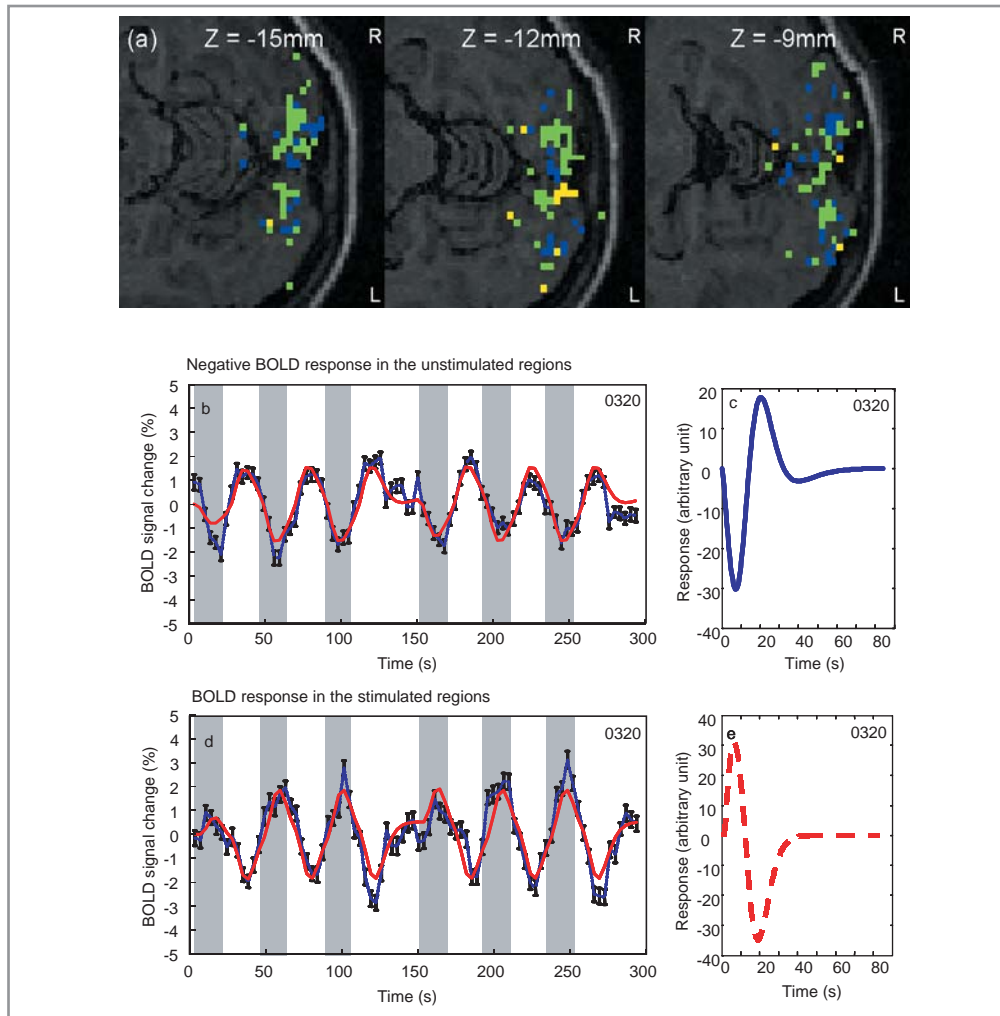 (a) Z = -15mm R
Z = -12mm R
Z = -9mm R
L
L
L
Negative BOLD response in the unstimulated regions
BOLD signal change (%)
5
4
3
2
1
0
-1
-2
-3
-4
-5
b
0320
0 50 100 150 200 250 300
Time (s)
Response (arbitrary unit)
20
10
0
-10
-20
-30
-40
c
0320
0 20 40 60 80
Time (s)
BOLD response in the stimulated regions
BOLD signal change (%)
5
4
3
2
1
0
-1
-2
-3
-4
-5
d
0320
0 50 100 150 200 250 300
Time (s)
Response (arbitrary unit)
40
30
20
10
0
-10
-20
-30
-40
e
0320
0 20 40 60 80
Time (s)